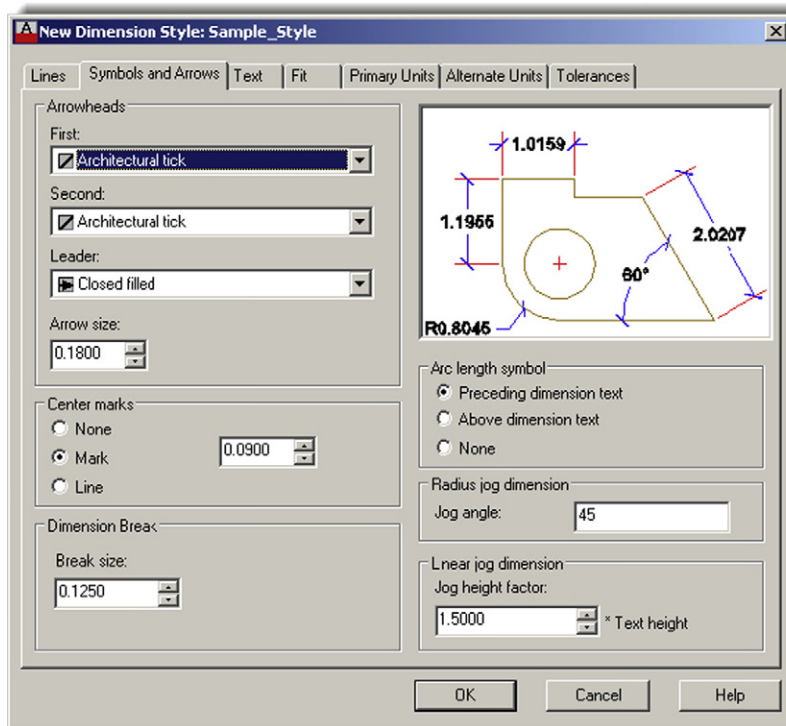 New Dimension Style: Sample_Style
Lines
Symbols and Arrows
Text
Fit
Primary Units
Alternate Units
Tolerances
Arrowheads
First:
Architectural tick
Second:
Architectural tick
Leader:
Closed filled
Arrow size:
0.1800
Center marks
None
Mark
Line
0.0900
Dimension Break
Break size:
0.1250
1.0159
1.1955
2.0207
60°
R0.8045
Arc length symbol
Preceding dimension text
Above dimension text
None
Radius jog dimension
Jog angle:
45
Lnear jog dimension
Jog height factor:
1.5000
* Text height
OK
Cancel
Help